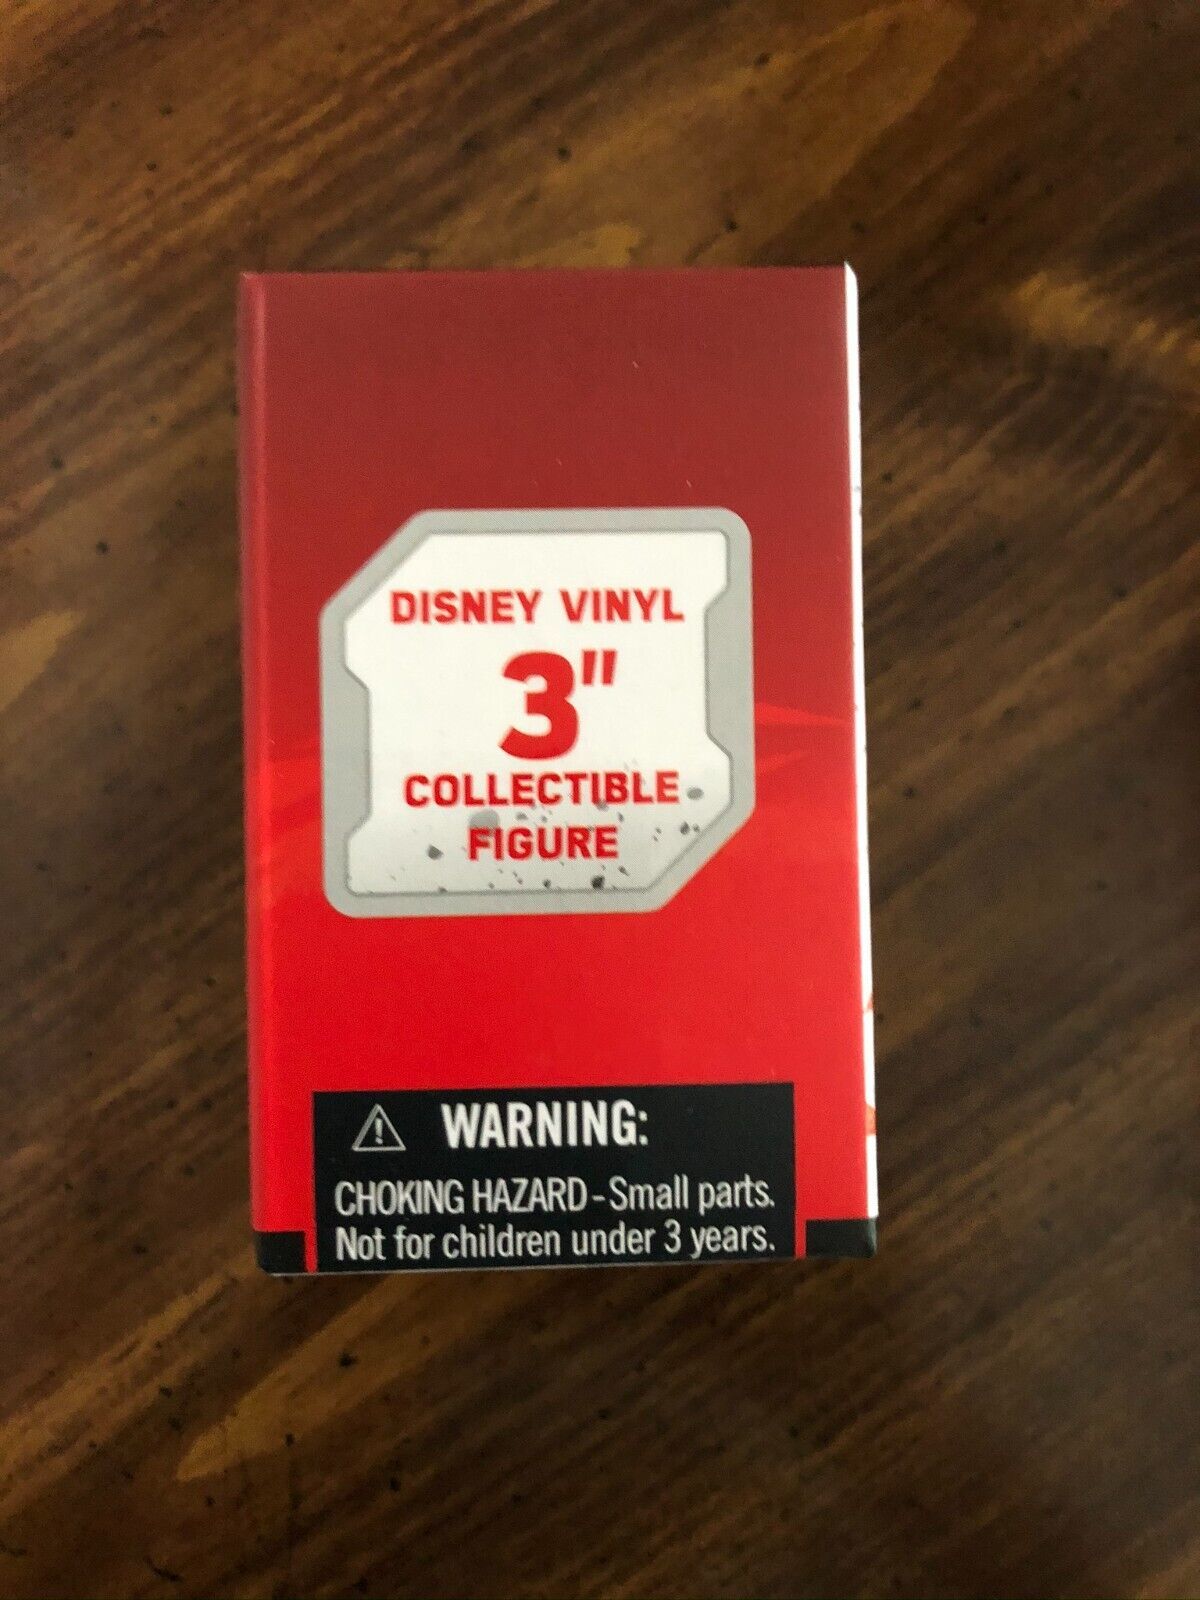 DISNEY VINYL
3"
COLLECTIBLE
FIGURE
WARNING:
CHOKING HAZARD - Small parts.
Not for children under 3 years.